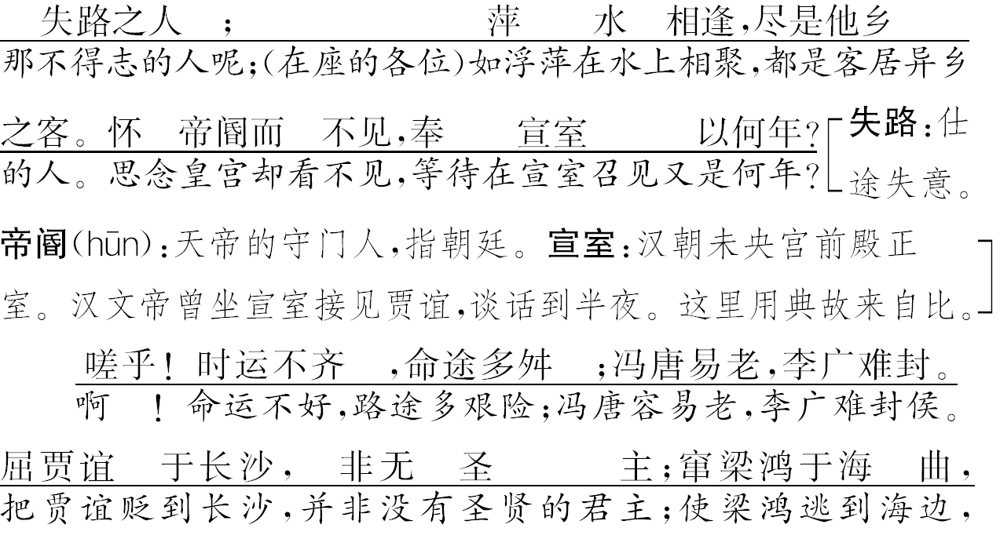 失路之人 ; 萍 水 相逢,尽是他乡
那不得志的人呢;(在座的各位)如浮萍在水上相聚,都是客居异乡
之客。怀 帝阍而 不见,奉 宣室 以何年?
的人。思念皇宫却看不见,等待在宣室召见又是何年?
[失路:仕
途失意。
帝阍(hūn):天帝的守门人,指朝廷。宣室:汉朝未央宫前殿正
室。汉文帝曾坐宣室接见贾谊,谈话到半夜。这里用典故来自比。]
嗟乎!时运不齐 ,命途多舛 ;冯唐易老,李广难封。
啊 !命运不好,路途多艰险;冯唐容易老,李广难封侯。
屈贾谊 于长沙, 非无 圣 主;窜梁鸿于海 曲,
把贾谊贬到长沙,并非没有圣贤的君主;使梁鸿逃到海边,